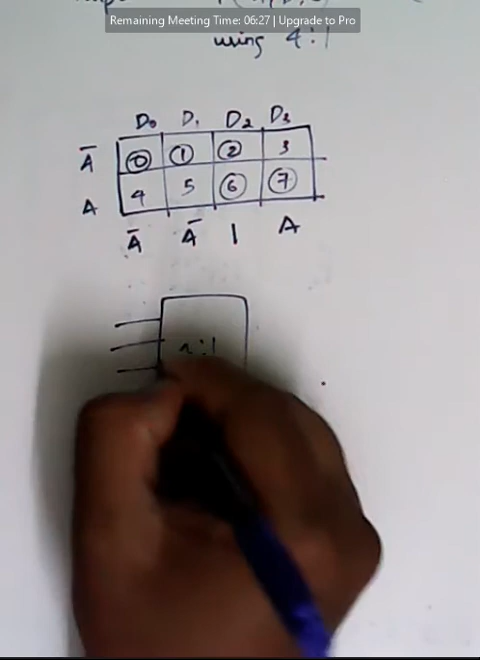 Remaining Meeting Time: 06:27 | Upgrade to Pro
using 4:1
D₀ D₁ D₂ D₃
Ā 0 1 2 3
A 4 5 6 7
Ā Ā 1 A
:1